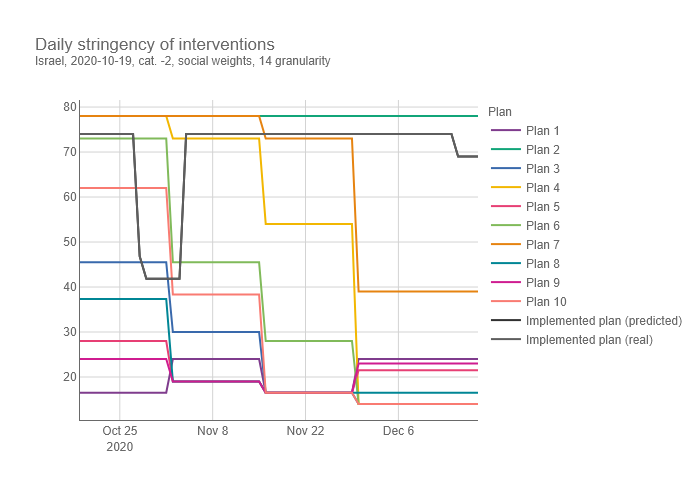 Daily stringency of interventions
Israel, 2020-10-19, cat. -2, social weights, 14 granularity
80
70
60
50
40
30
20
Oct 25
2020
Nov 8
Nov 22
Dec 6
Plan
Plan 1
Plan 2
Plan 3
Plan 4
Plan 5
Plan 6
Plan 7
Plan 8
Plan 9
Plan 10
Implemented plan (predicted)
Implemented plan (real)